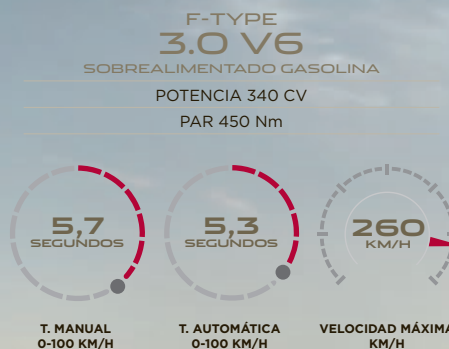 F-TYPE
3.0 V6
SOBREALIMENTADO GASOLINA
POTENCIA 340 CV
PAR 450 Nm
5,7
SEGUNDOS
5,3
SEGUNDOS
260
KM/H
T. MANUAL
0-100 KM/H
T. AUTOMÁTICA
0-100 KM/H
VELOCIDAD MÁXIMA
KM/H